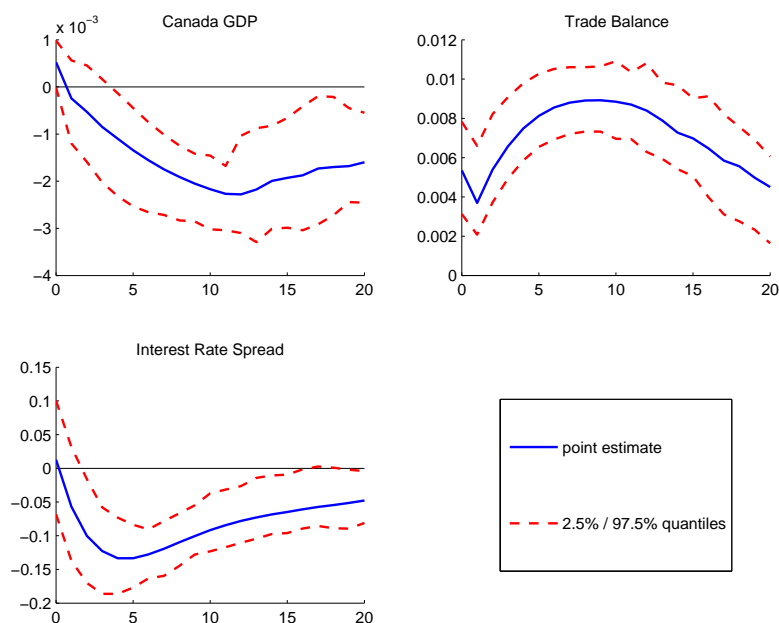 Canada GDP
x 10⁻³
1
0
−1
−2
−3
−4
0 5 10 15 20
Trade Balance
0.012
0.01
0.008
0.006
0.004
0.002
0
0 5 10 15 20
Interest Rate Spread
0.15
0.1
0.05
0
−0.05
−0.1
−0.15
−0.2
0 5 10 15 20
point estimate
2.5% / 97.5% quantiles